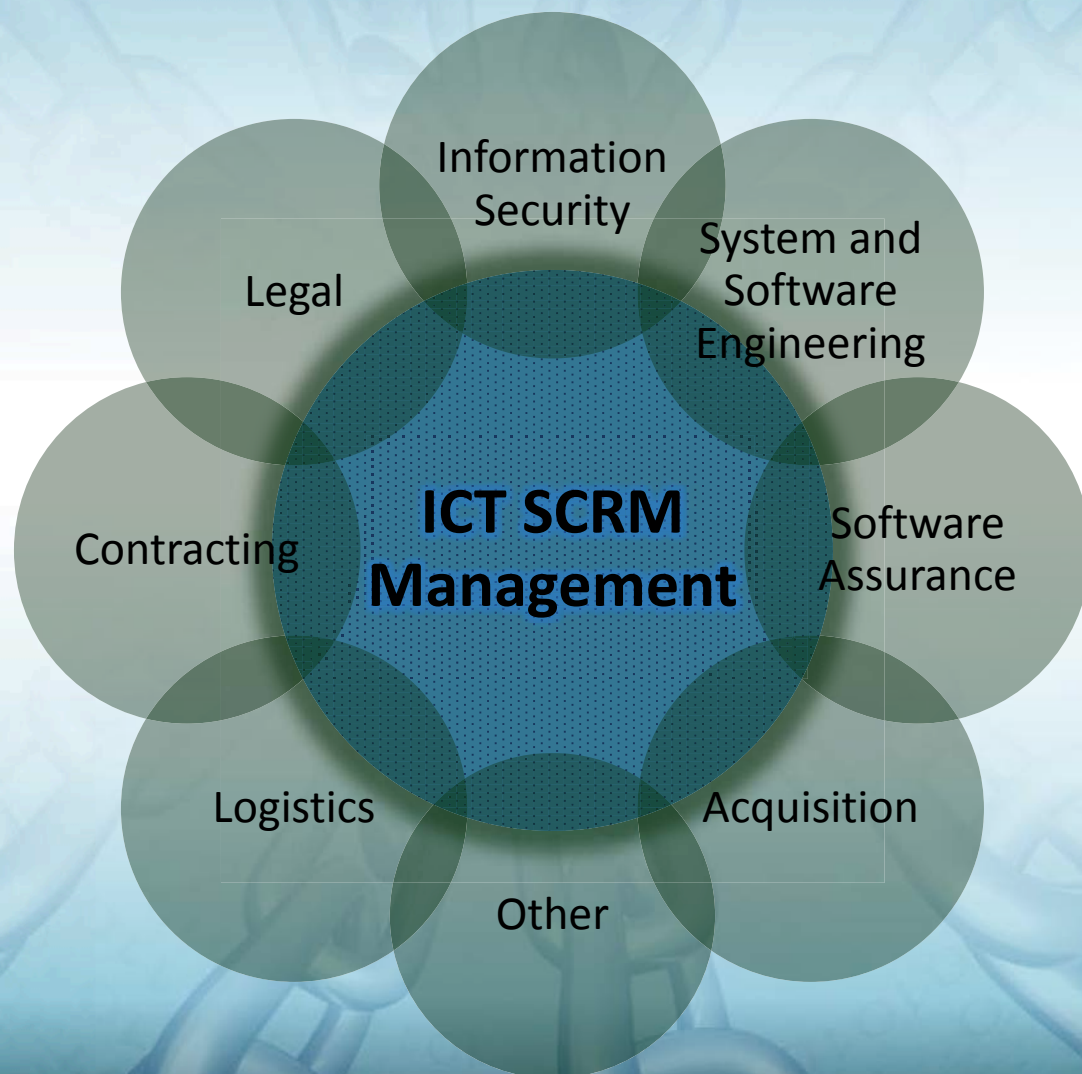 Information
Security
System and
Software
Engineering
Legal
ICT SCRM
Management
Software
Assurance
Contracting
Logistics
Acquisition
Other